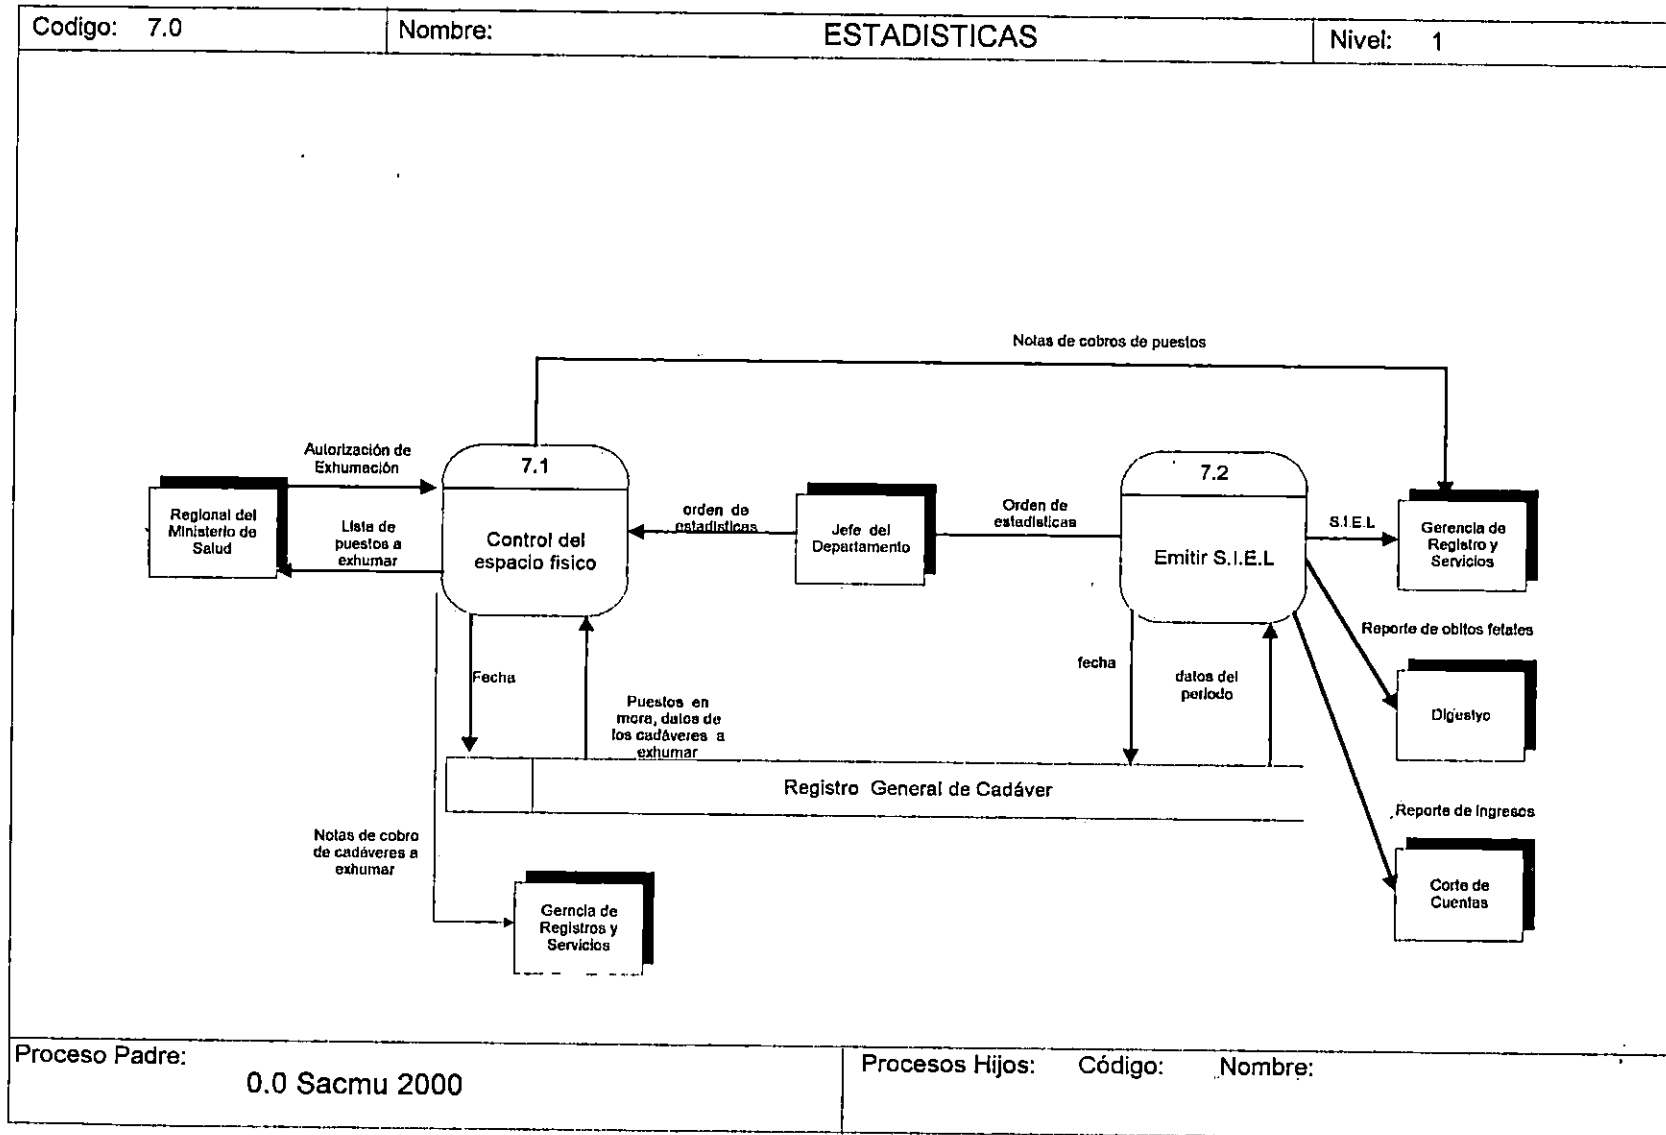 Codigo: 7.0 Nombre: ESTADISTICAS Nivel: 1
Notas de cobros de puestos
Autorización de
Exhumación
7.1
Control del
espacio fisico
Regional del
Ministerio de
Salud
Lista de
puestos a
exhumar
orden de
estadisticas
Jefe del
Departamento
Orden de
estadisticas
7.2
Emitir S.I.E.L
S.I.E.L
Gerencia de
Registro y
Servicios
Reporte de obitos fetales
Digestyc
Fecha
Puestos en
mora, datos de
los cadáveres a
exhumar
fecha
datos del
periodo
Registro General de Cadáver
Reporte de Ingresos
Corte de
Cuentas
Notas de cobro
de cadáveres a
exhumar
Gerncia de
Registros y
Servicios
Proceso Padre:
0.0 Sacmu 2000
Procesos Hijos: Código: Nombre: